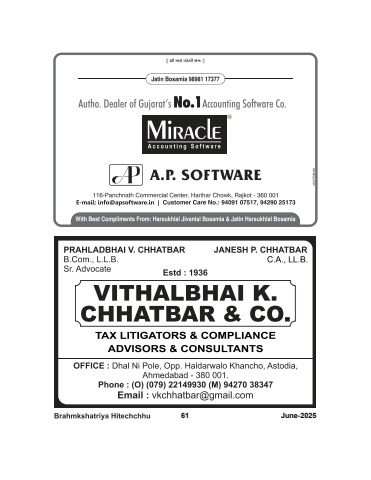 Jatin Bosamia 98981 17377
Autho. Dealer of Gujarat's No.1 Accounting Software Co.
MIRACLE®
Accounting Software
AP A.P. SOFTWARE
116-Panchnath Commercial Center, Harihar Chowk, Rajkot - 360 001
E-mail: info@apsoftware.in | Customer Care No.: 94091 07517, 94290 25173
With Best Compliments From: Harsukhlal Jivanlal Bosamia & Jatin Harsukhlal Bosamia
PRAHLADBHAI V. CHHATBAR JANESH P. CHHATBAR
B.Com., L.L.B. C.A., LL.B.
Sr. Advocate
Estd : 1936
VITHALBHAI K.
CHHATBAR & CO.
TAX LITIGATORS & COMPLIANCE
ADVISORS & CONSULTANTS
OFFICE : Dhal Ni Pole, Opp. Haldarwalo Khancho, Astodia,
Ahmedabad - 380 001.
Phone : (O) (079) 22149930 (M) 94270 38347
Email : vkchhatbar@gmail.com
Brahmkshatriya Hitechchhu 61 June-2025